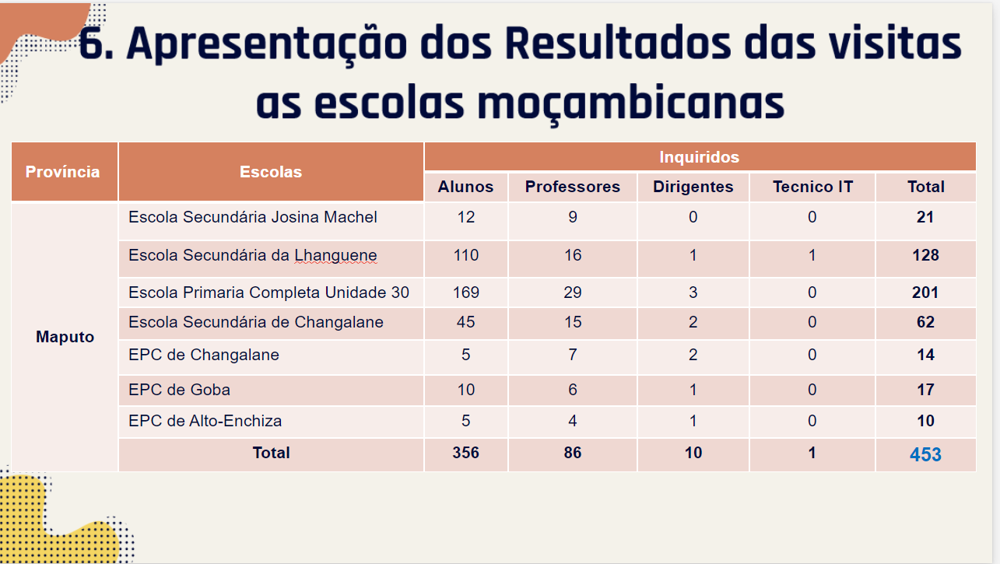 6. Apresentação dos Resultados das visitas
as escolas moçambicanas
Província Escolas Inquiridos
Alunos Professores Dirigentes Tecnico IT Total
Maputo
Escola Secundária Josina Machel 12 9 0 0 21
Escola Secundária da Lhanguene 110 16 1 1 128
Escola Primaria Completa Unidade 30 169 29 3 0 201
Escola Secundária de Changalane 45 15 2 0 62
EPC de Changalane 5 7 2 0 14
EPC de Goba 10 6 1 0 17
EPC de Alto-Enchiza 5 4 1 0 10
Total 356 86 10 1 453